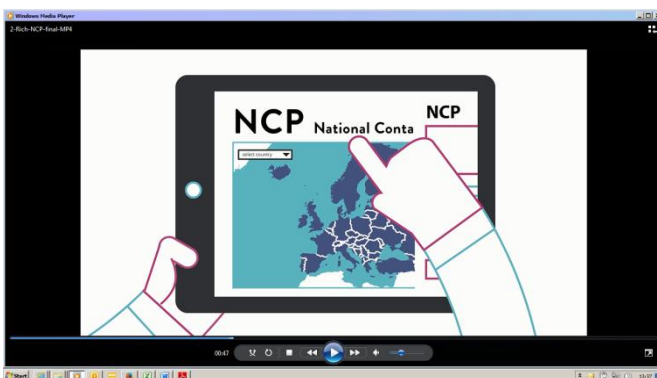 Windows Media Player
2-Rich-NCP-final-MP4
NCP National Conta
NCP
select country
00:47
Start